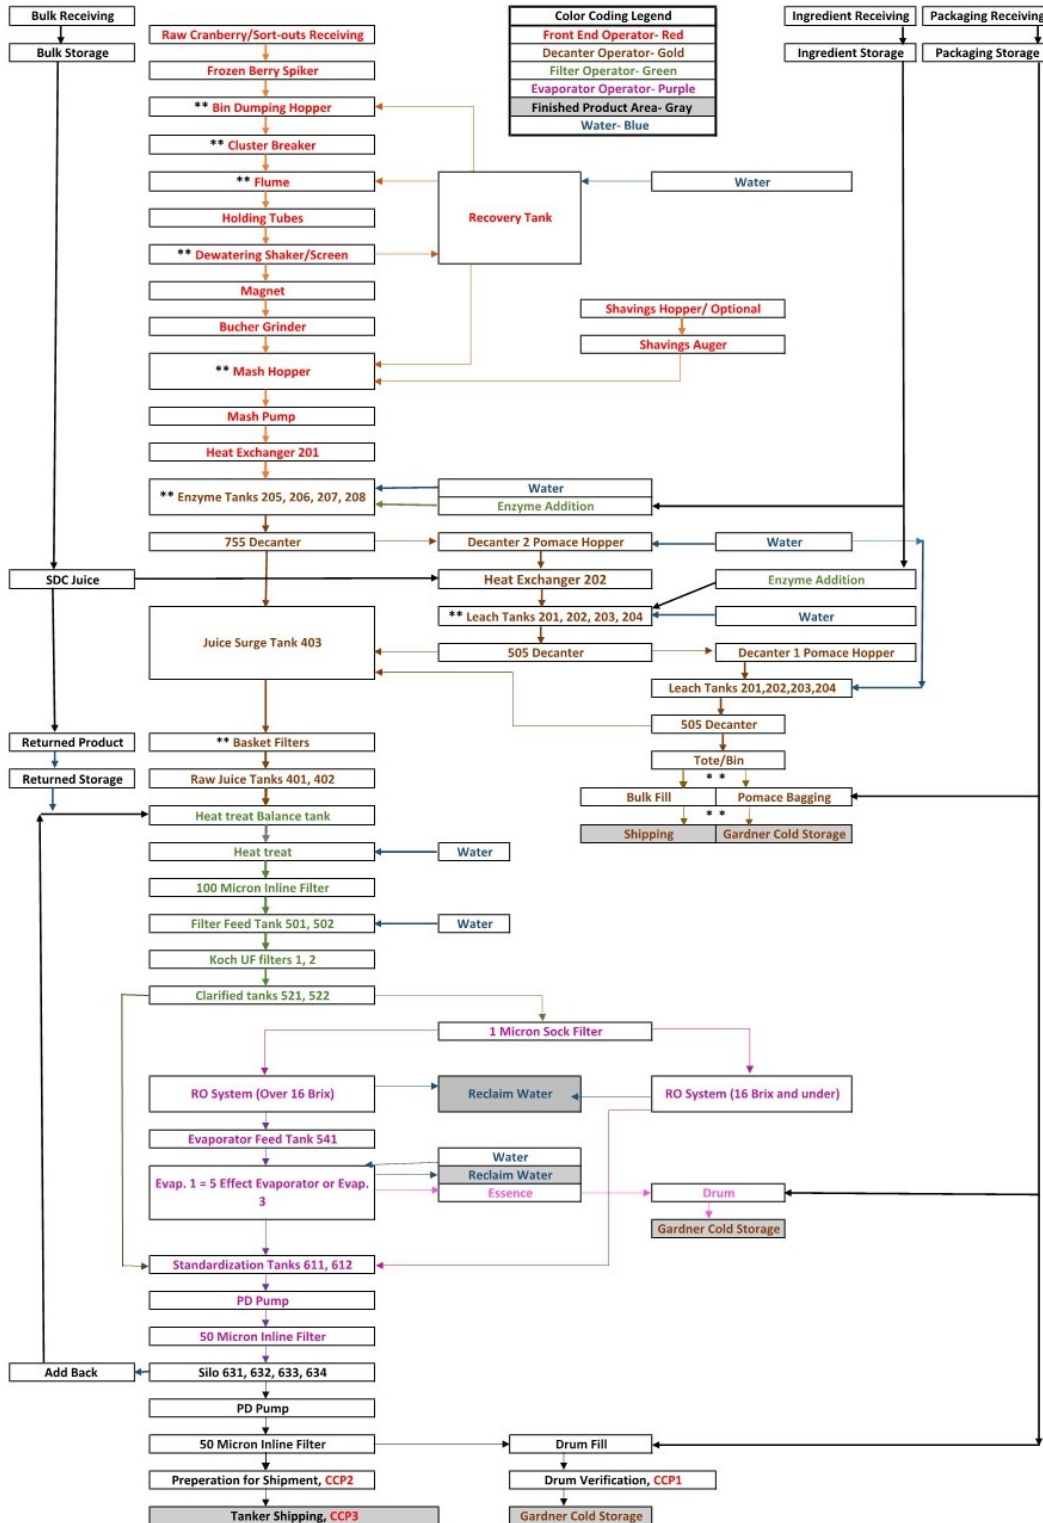 Bulk Receiving
Bulk Storage
Raw Cranberry/Sort-outs Receiving
Frozen Berry Spiker
** Bin Dumping Hopper
** Cluster Breaker
** Flume
Holding Tubes
** Dewatering Shaker/Screen
Magnet
Bucher Grinder
** Mash Hopper
Mash Pump
Heat Exchanger 201
** Enzyme Tanks 205, 206, 207, 208
755 Decanter
Color Coding Legend
Front End Operator- Red
Decanter Operator- Gold
Filter Operator- Green
Evaporator Operator- Purple
Finished Product Area- Gray
Water- Blue
Ingredient Receiving
Ingredient Storage
Packaging Receiving
Packaging Storage
Recovery Tank
Water
Shavings Hopper/ Optional
Shavings Auger
Water
Enzyme Addition
Decanter 2 Pomace Hopper
Water
SDC Juice
Heat Exchanger 202
Enzyme Addition
** Leach Tanks 201, 202, 203, 204
Water
Juice Surge Tank 403
505 Decanter
Decanter 1 Pomace Hopper
Leach Tanks 201,202,203,204
505 Decanter
Tote/Bin
* *
Bulk Fill
Pomace Bagging
* *
Shipping
Gardner Cold Storage
Returned Product
Returned Storage
** Basket Filters
Raw Juice Tanks 401, 402
Heat treat Balance tank
Heat treat
Water
100 Micron Inline Filter
Filter Feed Tank 501, 502
Water
Koch UF filters 1, 2
Clarified tanks 521, 522
1 Micron Sock Filter
RO System (Over 16 Brix)
Reclaim Water
RO System (16 Brix and under)
Evaporator Feed Tank 541
Evap. 1 = 5 Effect Evaporator or Evap.
3
Water
Reclaim Water
Essence
Drum
Gardner Cold Storage
Standardization Tanks 611, 612
PD Pump
50 Micron Inline Filter
Add Back
Silo 631, 632, 633, 634
PD Pump
50 Micron Inline Filter
Drum Fill
Preperation for Shipment, CCP2
Drum Verification, CCP1
Tanker Shipping, CCP3
Gardner Cold Storage